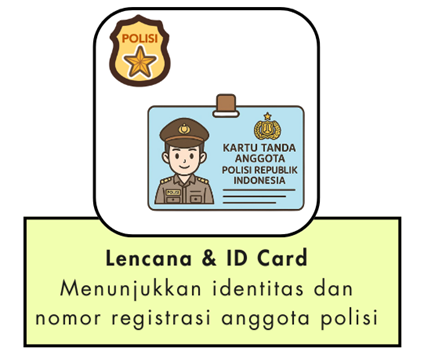 POLISI
KARTU TANDA
ANGGOTA
POLISI REPUBLIK
INDONESIA
POLISI
Lencana & ID Card
Menunjukkan identitas dan
nomor registrasi anggota polisi